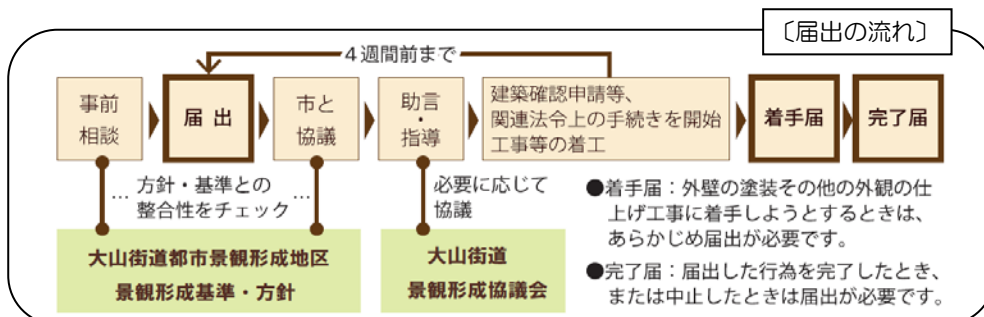 〔届出の流れ〕
4週間前まで
事前
相談
届 出
市と
協議
助言
・
指導
建築確認申請等、
関連法令上の手続きを開始
工事等の着工
着手届
完了届
… 方針・基準との …
整合性をチェック
必要に応じて
協議
大山街道都市景観形成地区
景観形成基準・方針
大山街道
景観形成協議会
●着手届：外壁の塗装その他の外観の仕
上げ工事に着手しようとするときは、
あらかじめ届出が必要です。
●完了届：届出した行為を完了したとき、
または中止したときは届出が必要です。